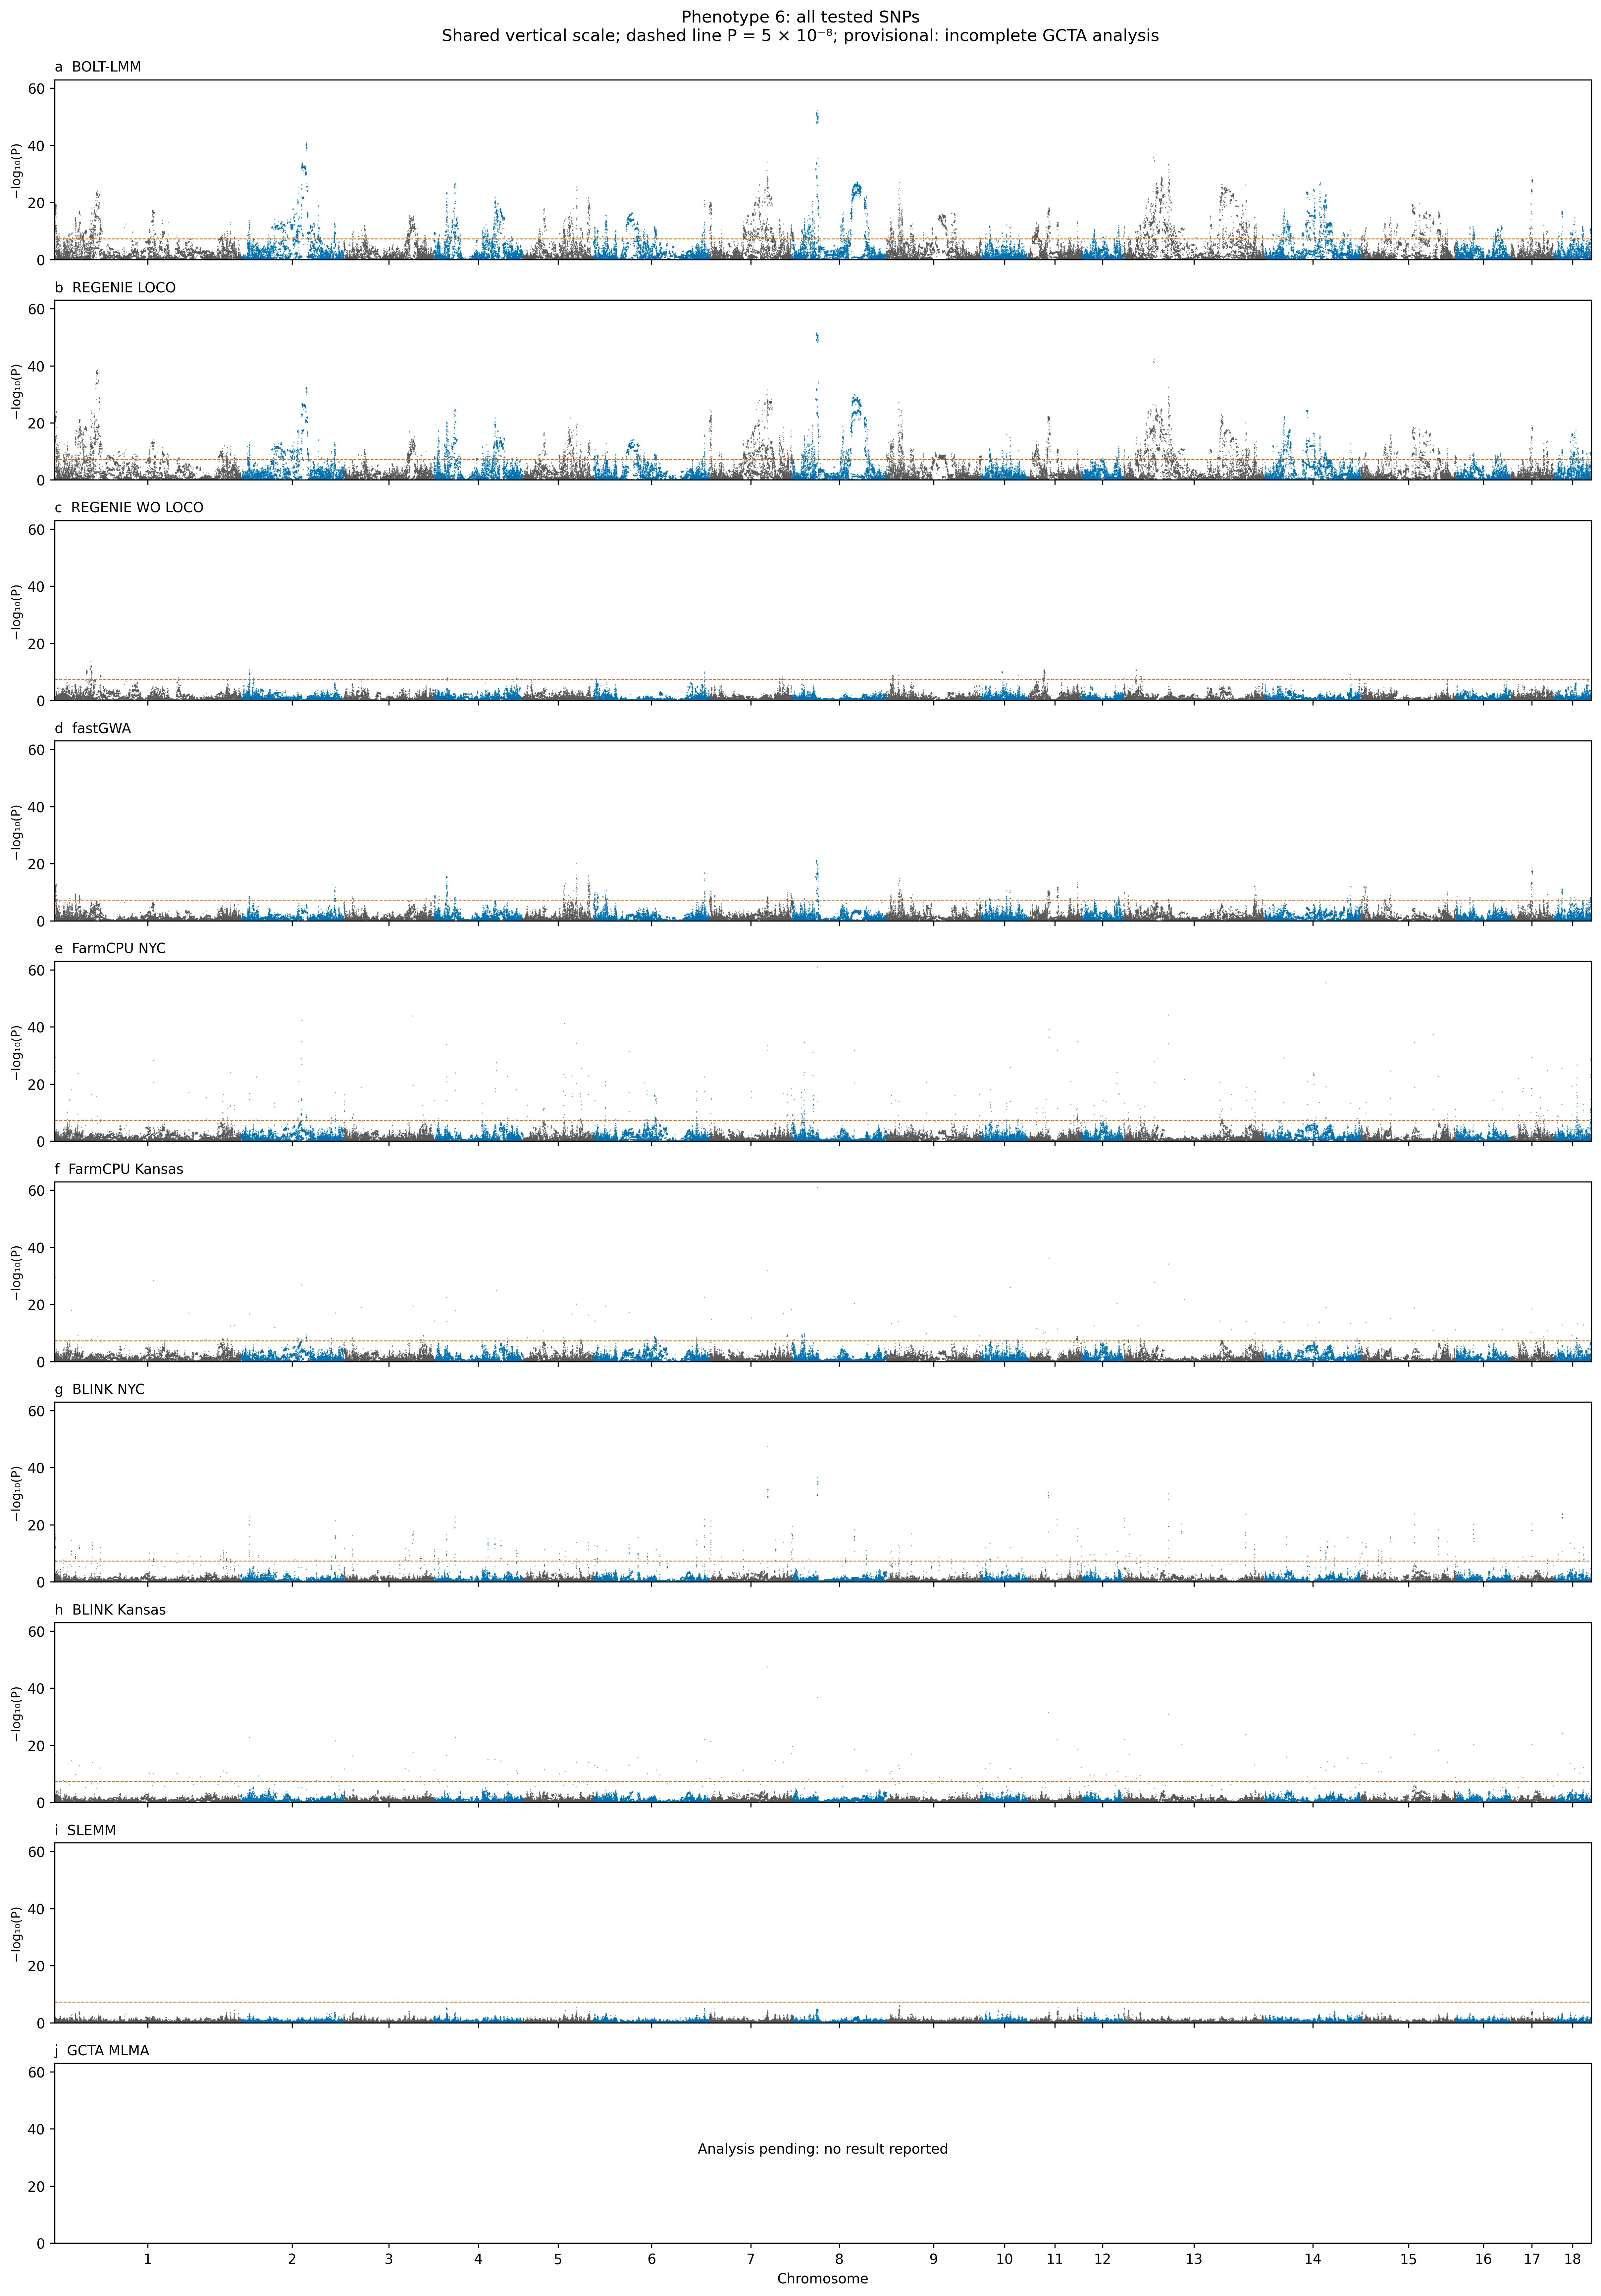 Phenotype 6: all tested SNPs
Shared vertical scale; dashed line P = 5 × 10⁻⁸; provisional: incomplete GCTA analysis
a BOLT-LMM
60
40
20
0
−log₁₀(P)
b REGENIE LOCO
60
40
20
0
−log₁₀(P)
c REGENIE WO LOCO
60
40
20
0
−log₁₀(P)
d fastGWA
60
40
20
0
−log₁₀(P)
e FarmCPU NYC
60
40
20
0
−log₁₀(P)
f FarmCPU Kansas
60
40
20
0
−log₁₀(P)
g BLINK NYC
60
40
20
0
−log₁₀(P)
h BLINK Kansas
60
40
20
0
−log₁₀(P)
i SLEMM
60
40
20
0
−log₁₀(P)
j GCTA MLMA
60
40
20
0
Analysis pending: no result reported
1 2 3 4 5 6 7 8 9 10 11 12 13 14 15 16 17 18
Chromosome